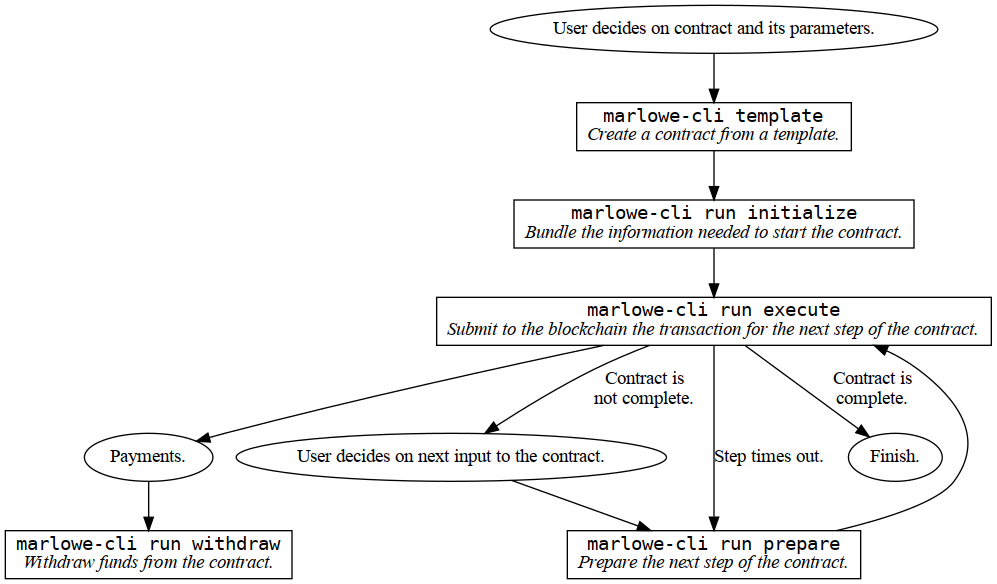 User decides on contract and its parameters.
marlowe-cli template
Create a contract from a template.
marlowe-cli run initialize
Bundle the information needed to start the contract.
marlowe-cli run execute
Submit to the blockchain the transaction for the next step of the contract.
Contract is
not complete.
Contract is
complete.
Payments.
User decides on next input to the contract.
Step times out.
Finish.
marlowe-cli run withdraw
Withdraw funds from the contract.
marlowe-cli run prepare
Prepare the next step of the contract.